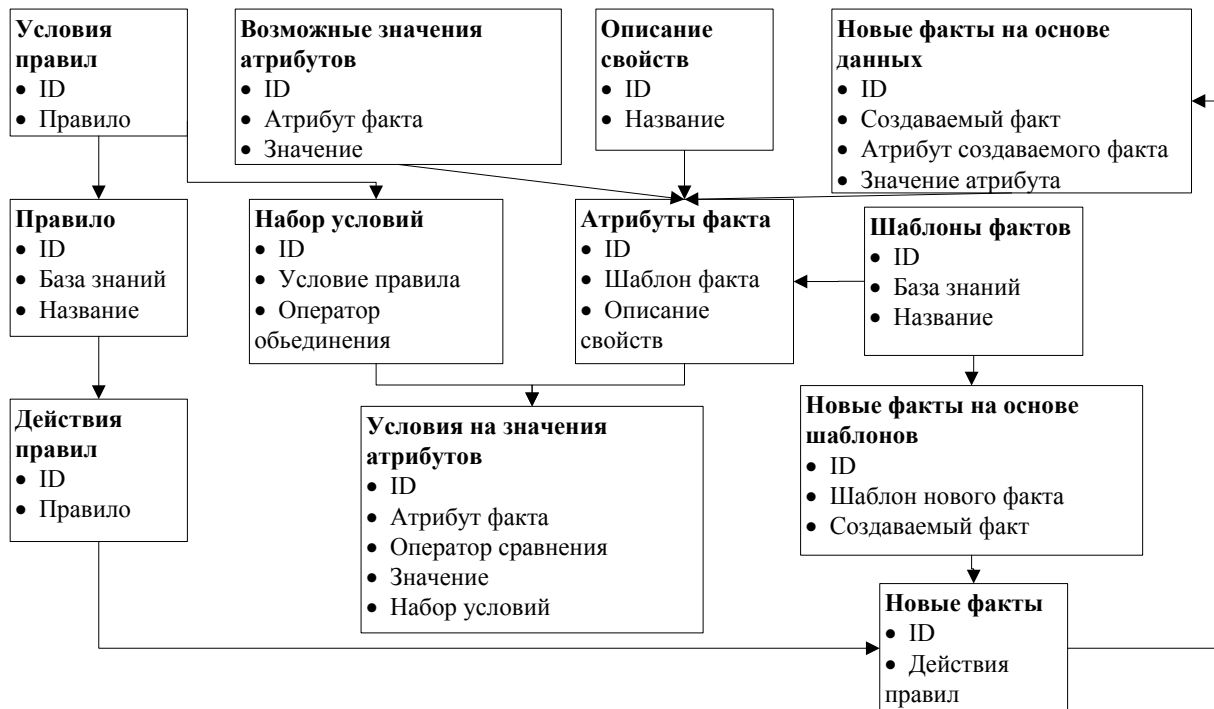 Условия
правил
• ID
• Правило
Возможные значения
атрибутов
• ID
• Атрибут факта
• Значение
Описание
свойств
• ID
• Название
Новые факты на основе
данных
• ID
• Создаваемый факт
• Атрибут создаваемого факта
• Значение атрибута
Правило
• ID
• База знаний
• Название
Набор условий
• ID
• Условие правила
• Оператор
обьединения
Атрибуты факта
• ID
• Шаблон факта
• Описание
свойств
Шаблоны фактов
• ID
• База знаний
• Название
Действия
правил
• ID
• Правило
Условия на значения
атрибутов
• ID
• Атрибут факта
• Оператор сравнения
• Значение
• Набор условий
Новые факты на основе
шаблонов
• ID
• Шаблон нового факта
• Создаваемый факт
Новые факты
• ID
• Действия
правил